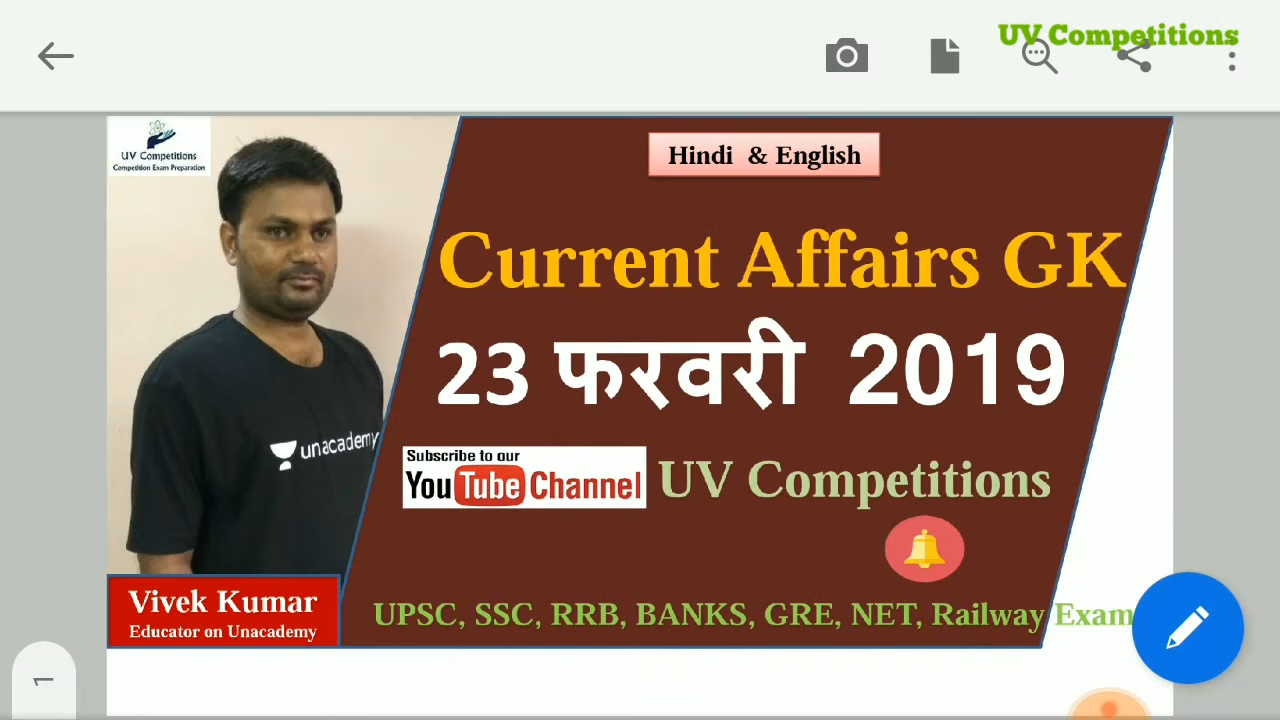 UV Competitions
UV Competitions
Competition Exam Preparation
Hindi & English
Current Affairs GK
23 फरवरी 2019
Subscribe to our
YouTube Channel
UV Competitions
unacademy
Vivek Kumar
Educator on Unacademy
UPSC, SSC, RRB, BANKS, GRE, NET, Railway Exam
1